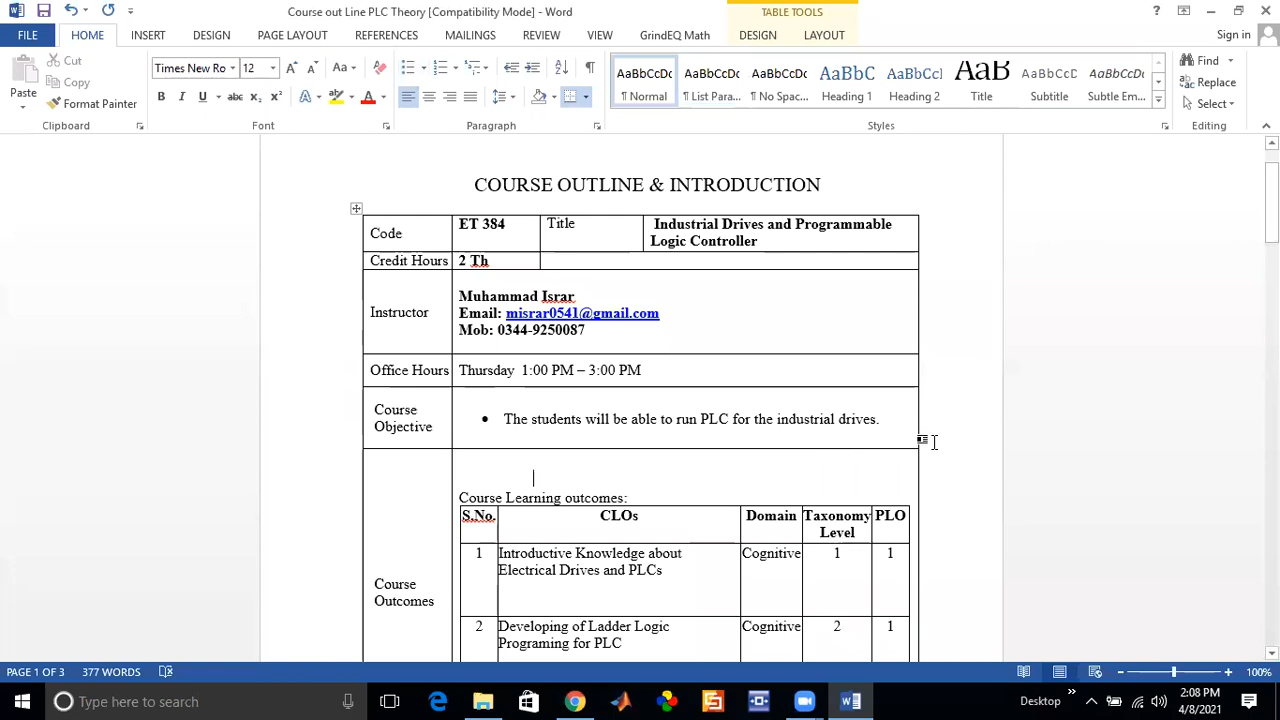 Course out Line PLC Theory [Compatibility Mode] - Word
TABLE TOOLS
FILE
HOME
INSERT
DESIGN
PAGE LAYOUT
REFERENCES
MAILINGS
REVIEW
VIEW
GrindEQ Math
DESIGN
LAYOUT
Sign in
Paste
Cut
Copy
Format Painter
Clipboard
Times New Ro
12
Font
Paragraph
AaBbCcDc
¶ Normal
AaBbCcDc
¶ List Para...
AaBbCcDc
¶ No Spac...
AaBbC
Heading 1
AaBbCc
Heading 2
AaB
Title
AaBbCcD
Subtitle
AaBbCcDc
Subtle Em...
Styles
Find
Replace
Select
Editing
COURSE OUTLINE & INTRODUCTION
Code
ET 384
Title
Industrial Drives and Programmable
Logic Controller
Credit Hours
2 Th
Instructor
Muhammad Israr
Email: misrar0541@gmail.com
Mob: 0344-9250087
Office Hours
Thursday 1:00 PM – 3:00 PM
Course
Objective
• The students will be able to run PLC for the industrial drives.
Course
Outcomes
Course Learning outcomes:
S.No.
CLOs
Domain
Taxonomy
Level
PLO
1
Introductive Knowledge about
Electrical Drives and PLCs
Cognitive
1
1
2
Developing of Ladder Logic
Programing for PLC
Cognitive
2
1
PAGE 1 OF 3
377 WORDS
100%
Type here to search
Desktop
2:08 PM
4/8/2021